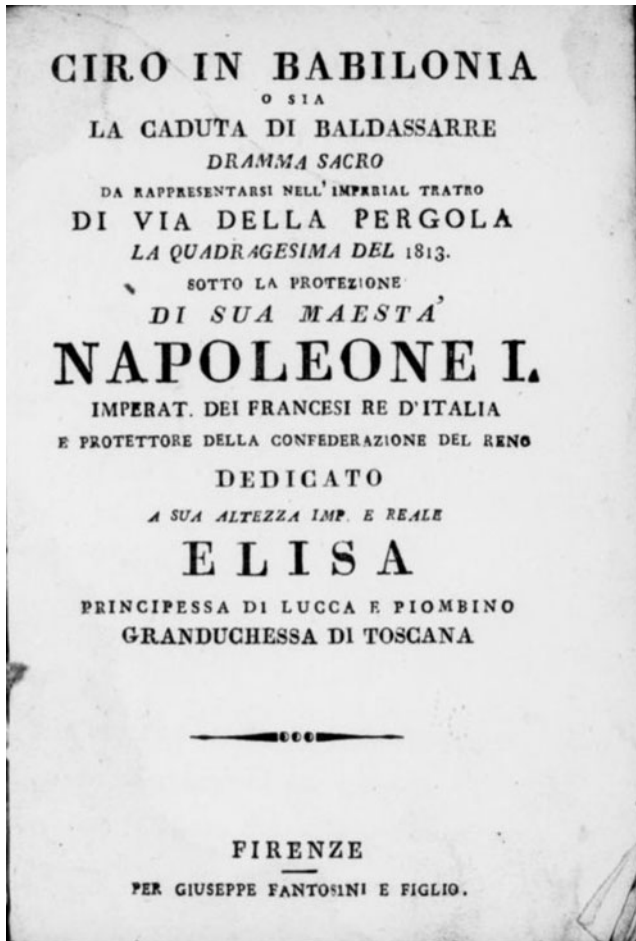 CIRO IN BABILONIA
O SIA
LA CADUTA DI BALDASSARRE
DRAMMA SACRO
DA RAPPRESENTARSI NELL' IMPERIAL TEATRO
DI VIA DELLA PERGOLA
LA QUADRAGESIMA DEL 1813.
SOTTO LA PROTEZIONE
DI SUA MAESTA'
NAPOLEONE I.
IMPERAT. DEI FRANCESI RE D'ITALIA
E PROTETTORE DELLA CONFEDERAZIONE DEL RENO
DEDICATO
A SUA ALTEZZA IMP. E REALE
ELISA
PRINCIPESSA DI LUCCA E PIOMBINO
GRANDUCHESSA DI TOSCANA
FIRENZE
PER GIUSEPPE FANTOSINI E FIGLIO.